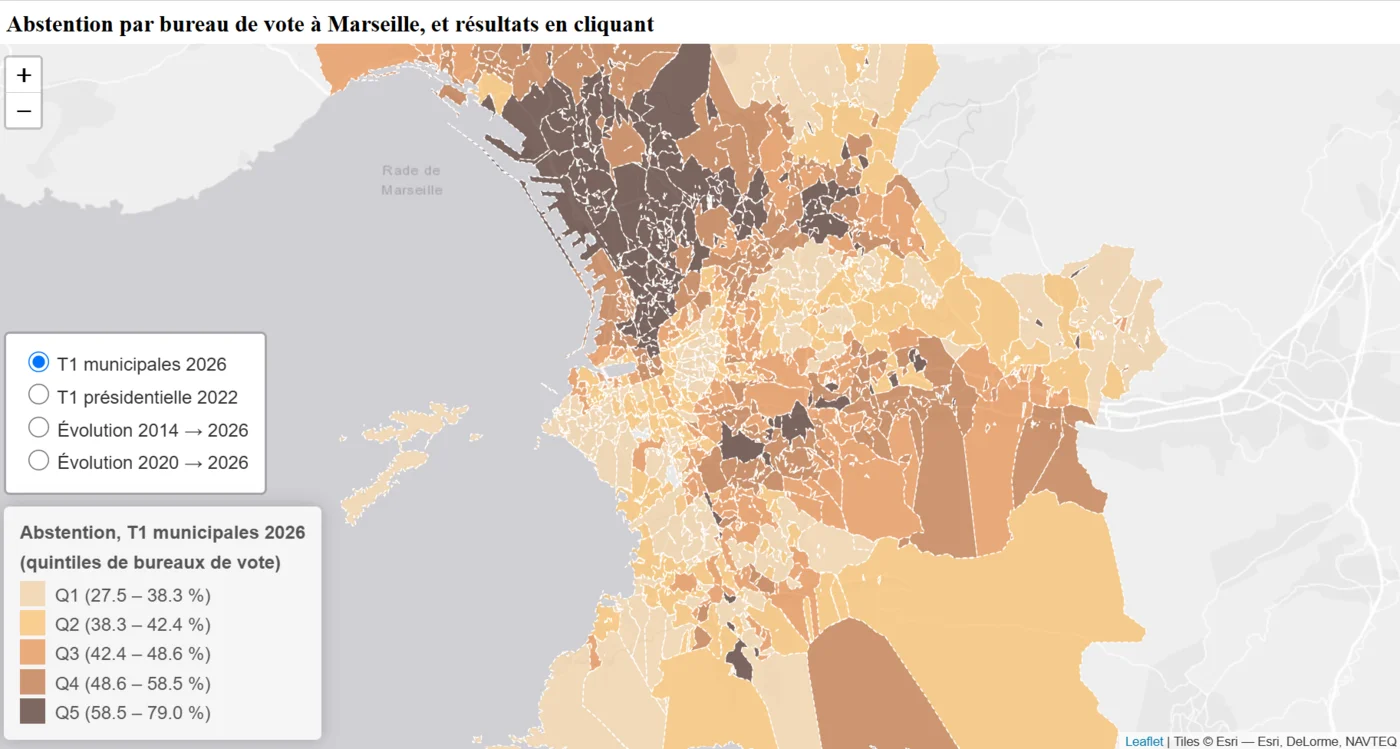 Abstention par bureau de vote à Marseille, et résultats en cliquant
+
−
Rade de
Marseille
T1 municipales 2026
T1 présidentielle 2022
Évolution 2014 → 2026
Évolution 2020 → 2026
Abstention, T1 municipales 2026
(quintiles de bureaux de vote)
Q1 (27.5 – 38.3 %)
Q2 (38.3 – 42.4 %)
Q3 (42.4 – 48.6 %)
Q4 (48.6 – 58.5 %)
Q5 (58.5 – 79.0 %)
Leaflet | Tiles © Esri — Esri, DeLorme, NAVTEQ